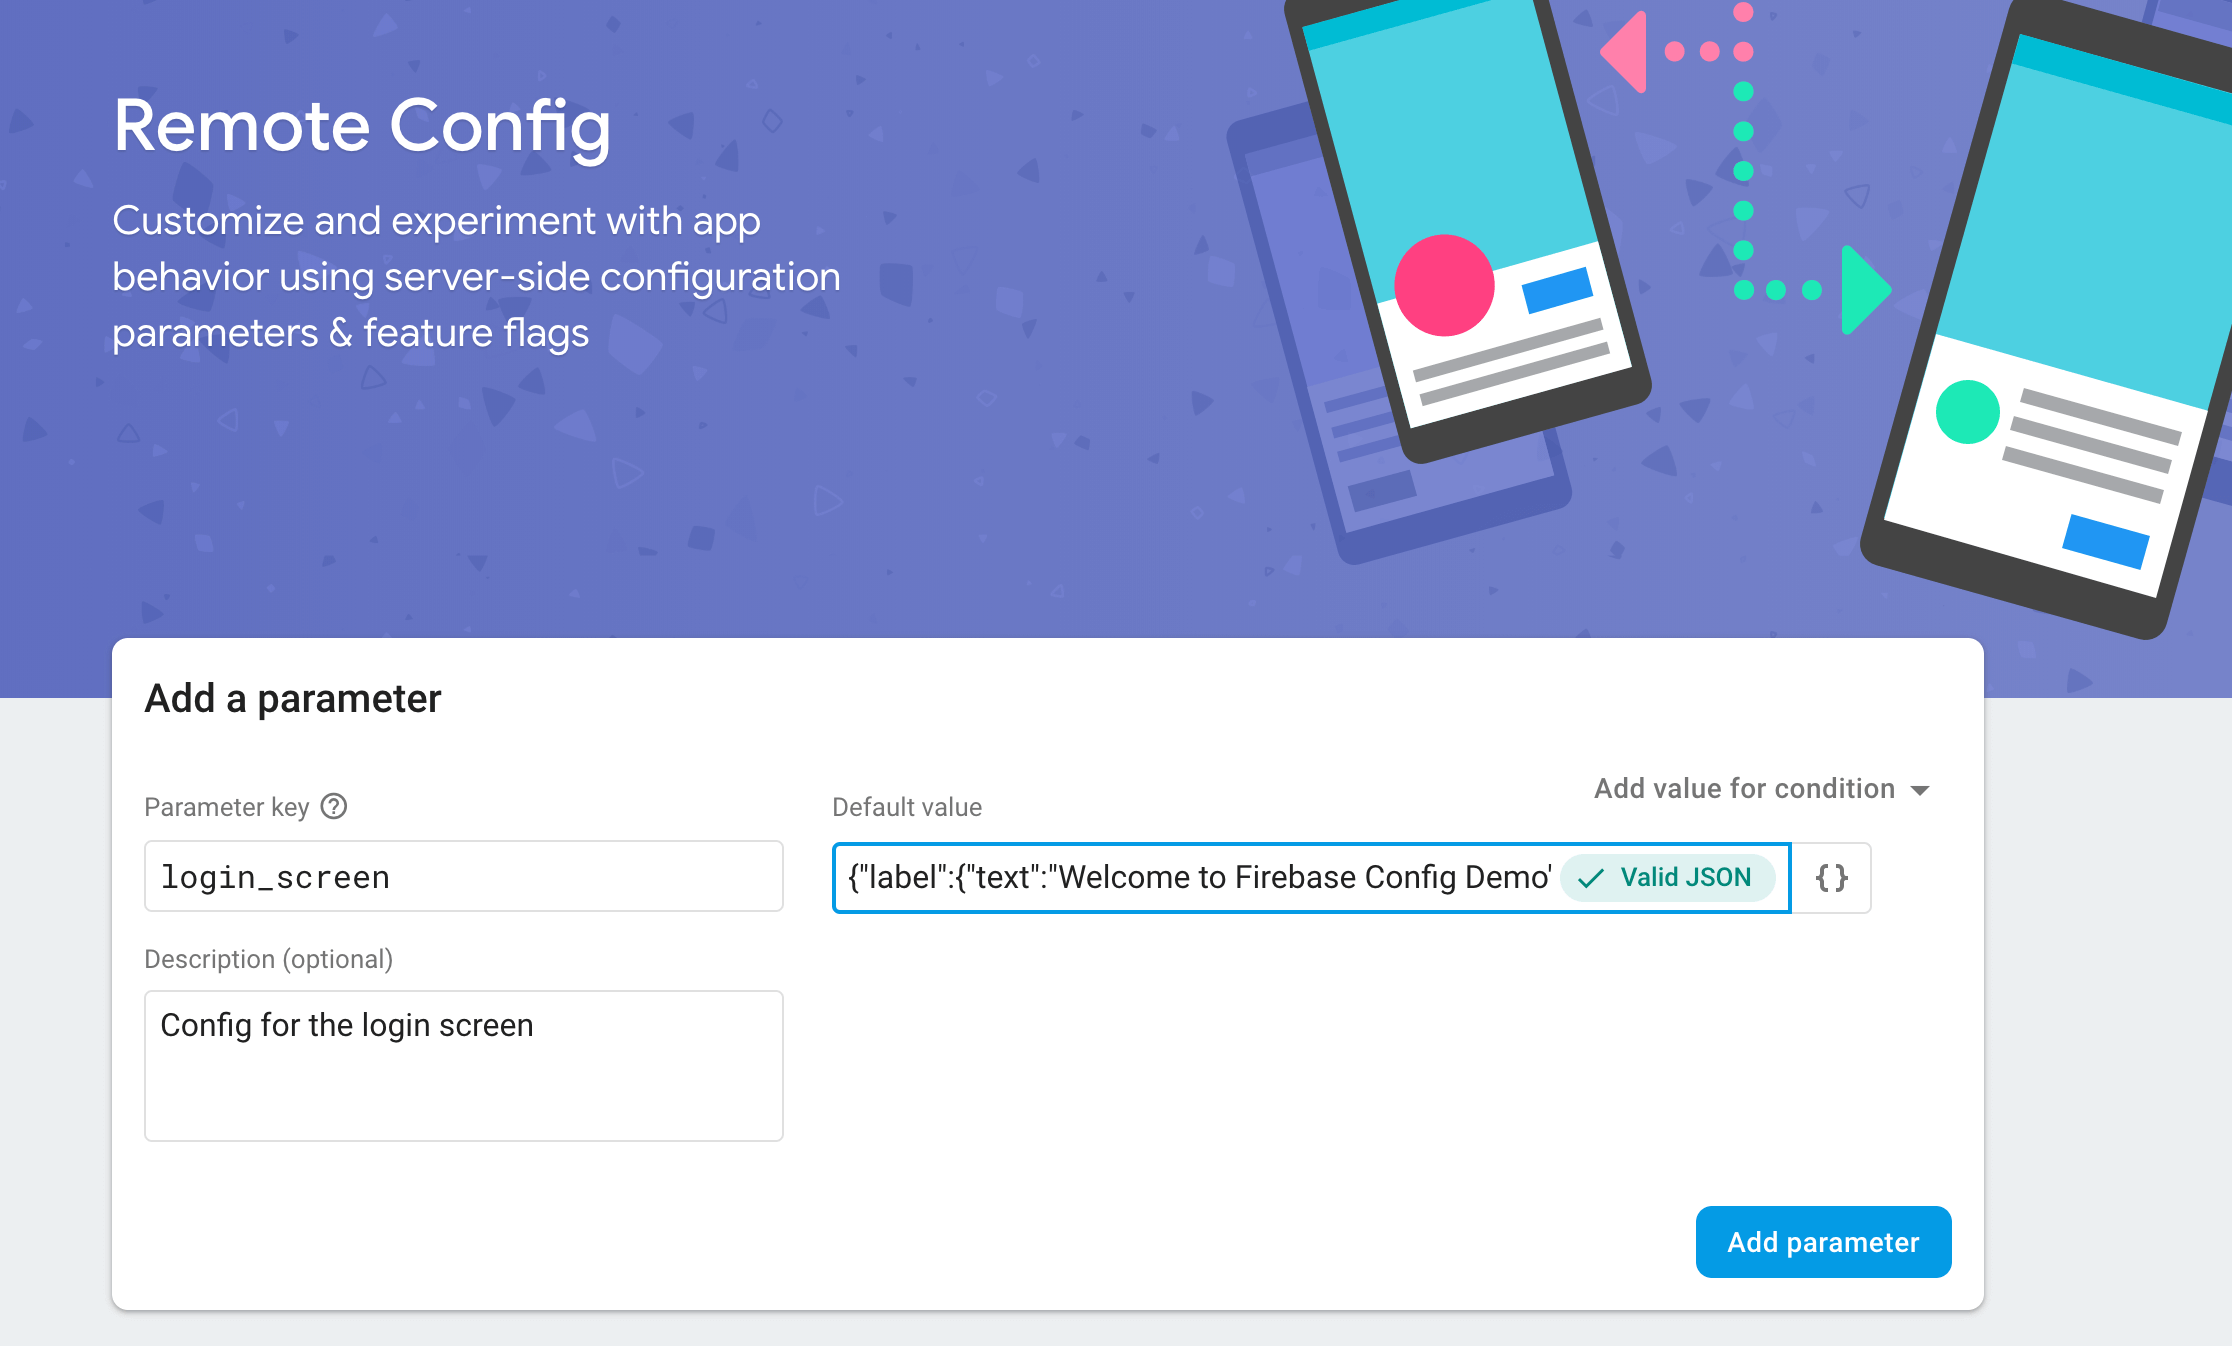 Remote Config
Customize and experiment with app
behavior using server-side configuration
parameters & feature flags
Add a parameter
Add value for condition
Parameter key
Default value
login_screen
{"label":{"text":"Welcome to Firebase Config Demo'
Valid JSON
{}
Description (optional)
Config for the login screen
Add parameter